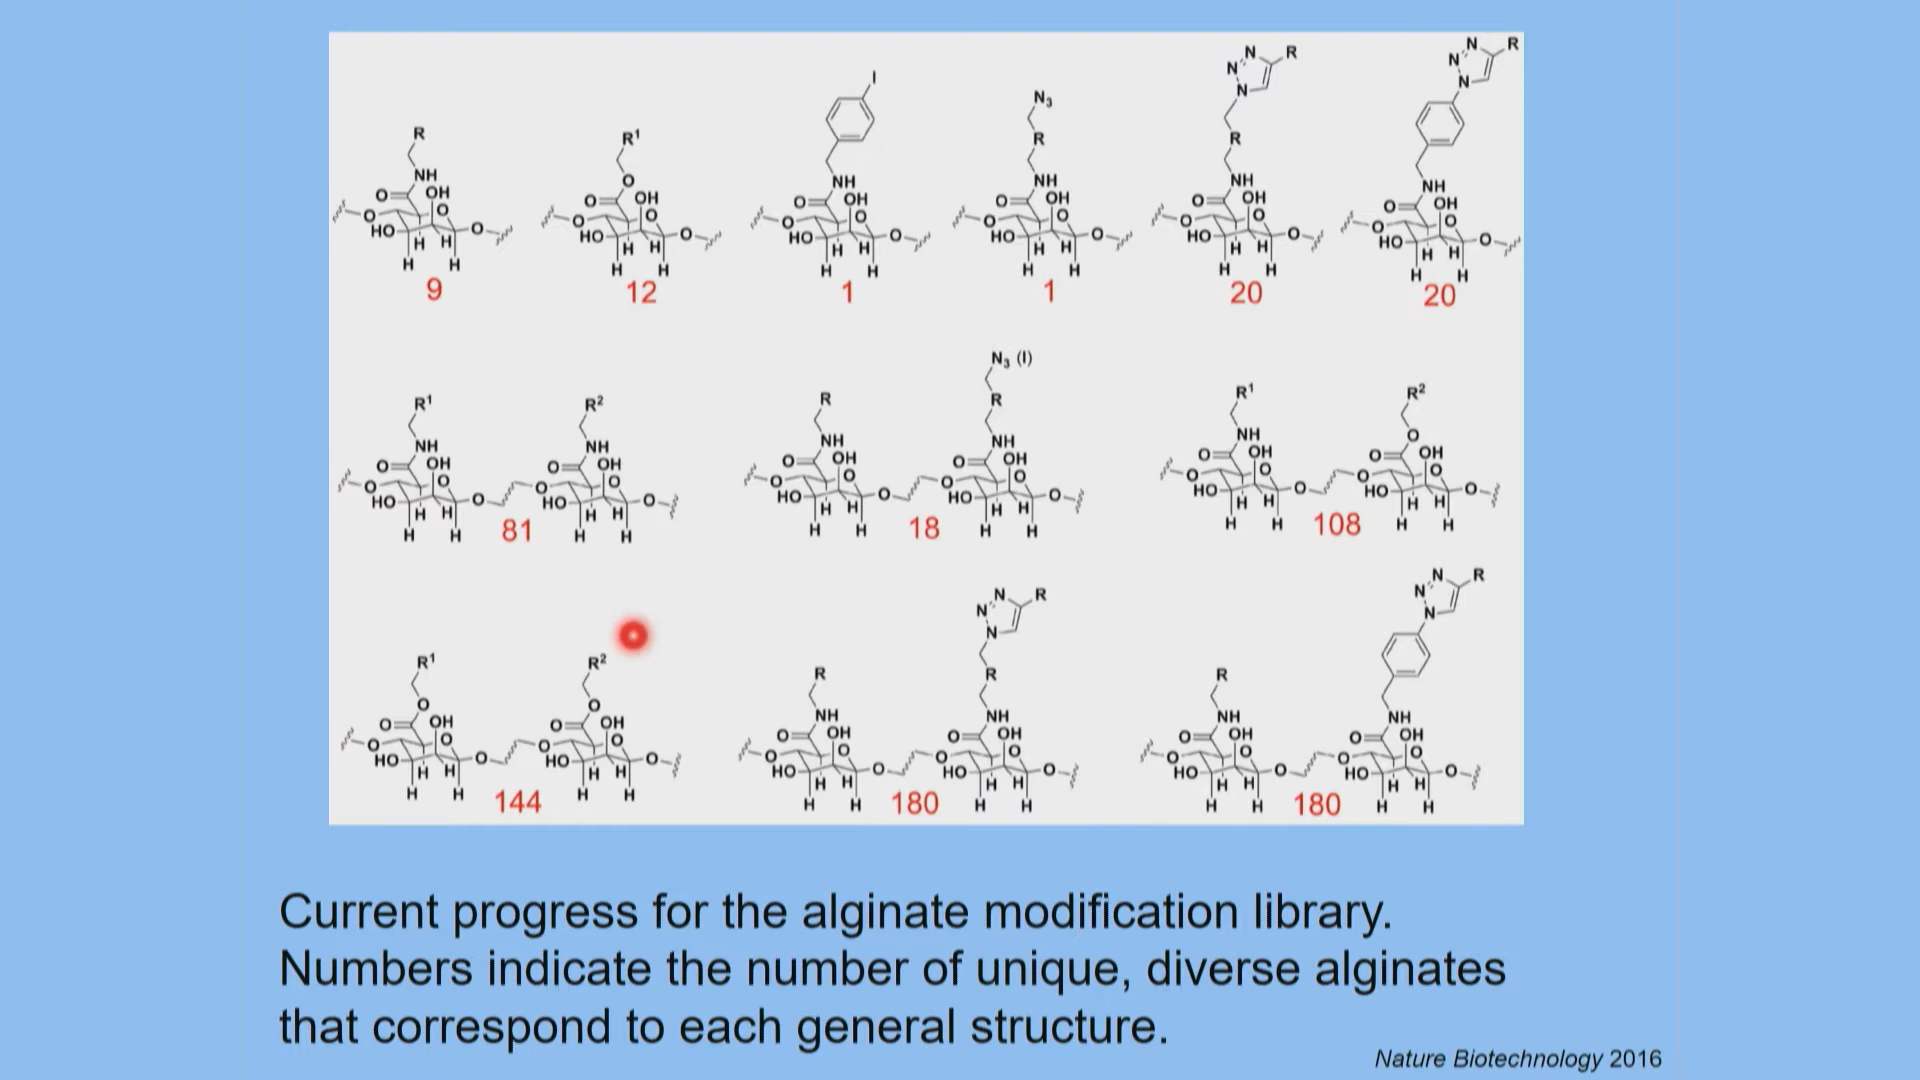 9 12 1 1 20 20
81 18 108
144 180 180
Current progress for the alginate modification library.
Numbers indicate the number of unique, diverse alginates
that correspond to each general structure.
Nature Biotechnology 2016